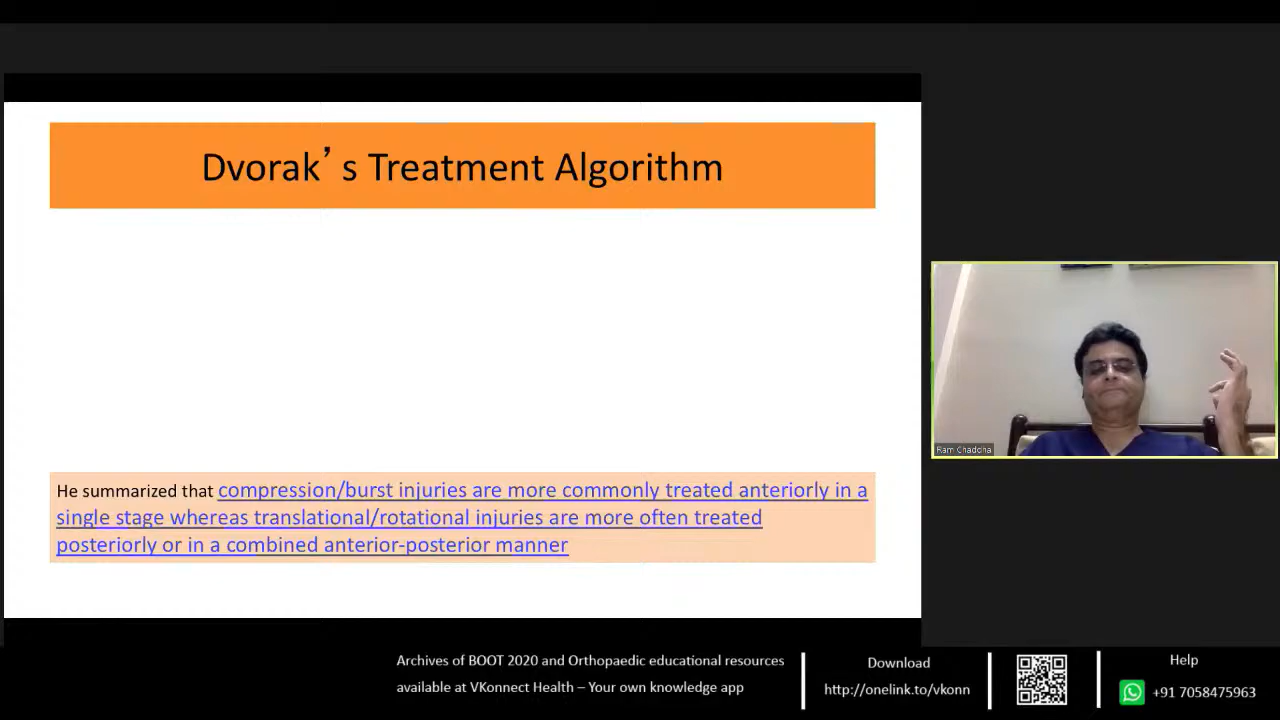 Dvorak’s Treatment Algorithm
He summarized that compression/burst injuries are more commonly treated anteriorly in a
single stage whereas translational/rotational injuries are more often treated
posteriorly or in a combined anterior-posterior manner
Ram Chaddha
Archives of BOOT 2020 and Orthopaedic educational resources
available at VKonnect Health – Your own knowledge app
Download
http://onelink.to/vkonn
Help
+91 7058475963